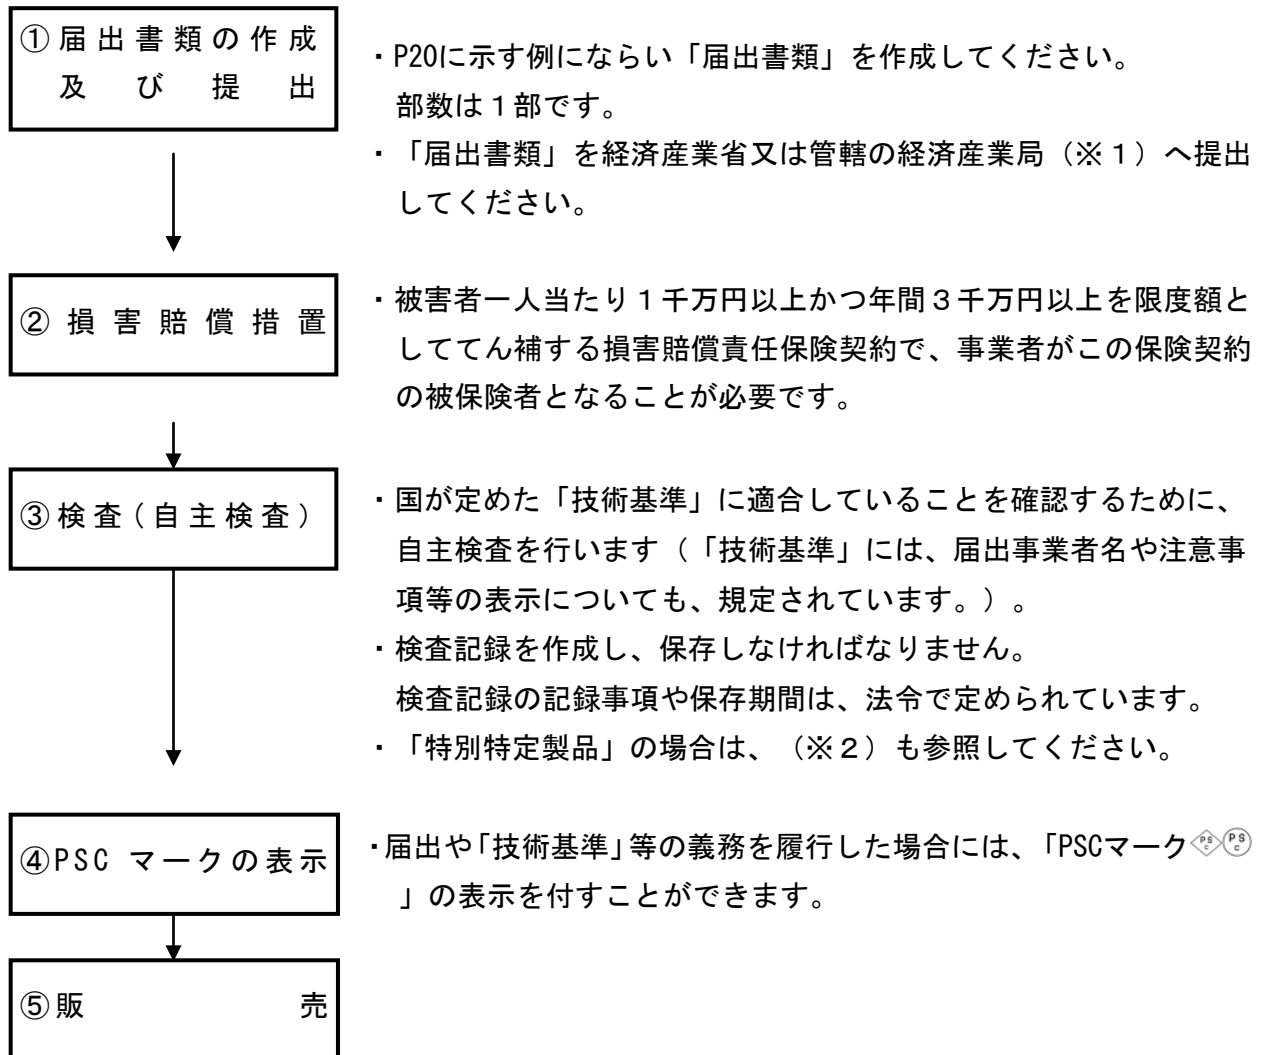 ①届出書類の作成
及び提出
・P20に示す例にならい「届出書類」を作成してください。
部数は１部です。
・「届出書類」を経済産業省又は管轄の経済産業局（※１）へ提出
してください。
②損害賠償措置
・被害者一人当たり１千万円以上かつ年間３千万円以上を限度額と
しててん補する損害賠償責任保険契約で、事業者がこの保険契約
の被保険者となることが必要です。
③検査(自主検査)
・国が定めた「技術基準」に適合していることを確認するために、
自主検査を行います（「技術基準」には、届出事業者名や注意事
項等の表示についても、規定されています。）。
・検査記録を作成し、保存しなければなりません。
検査記録の記録事項や保存期間は、法令で定められています。
・「特別特定製品」の場合は、（※２）も参照してください。
④PSC マークの表示
・届出や「技術基準」等の義務を履行した場合には、「PSCマーク PS C PS C
」の表示を付すことができます。
⑤販売